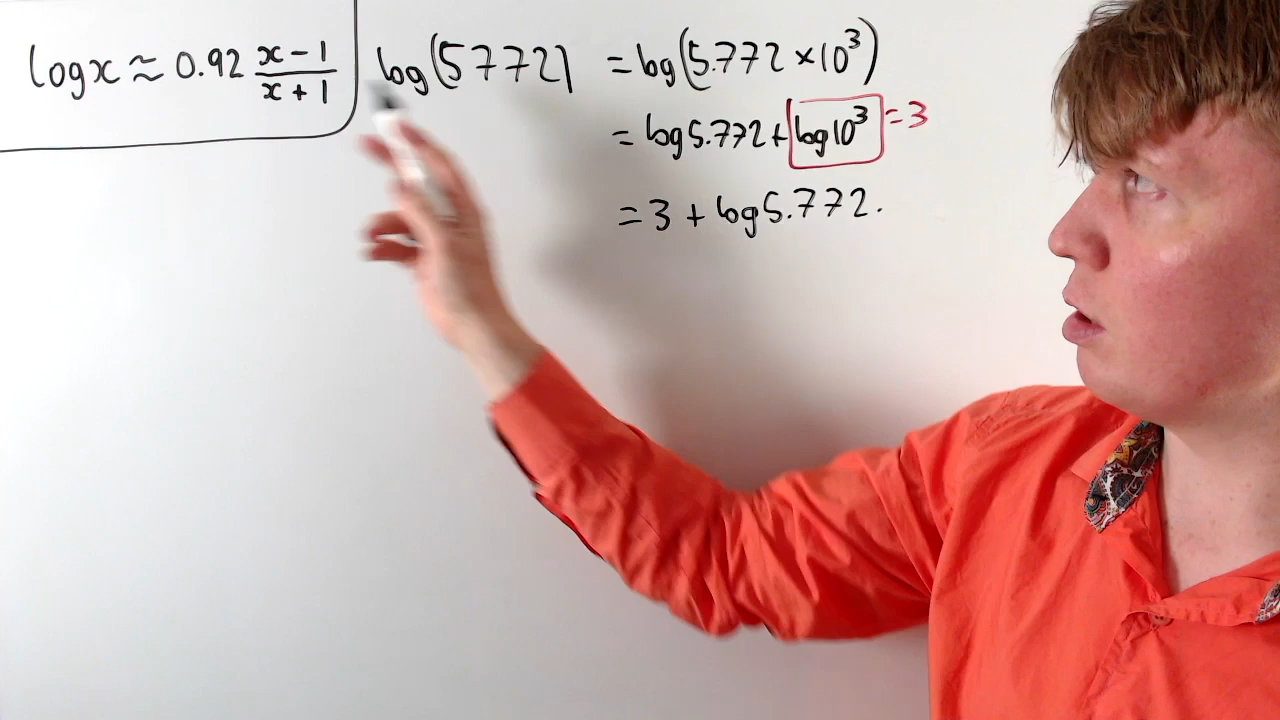 log x ≈ 0.92 (x − 1)/(x + 1)
log(5772) = log(5.772 × 10³)
= log 5.772 + log 10³ = 3
= 3 + log 5.772.